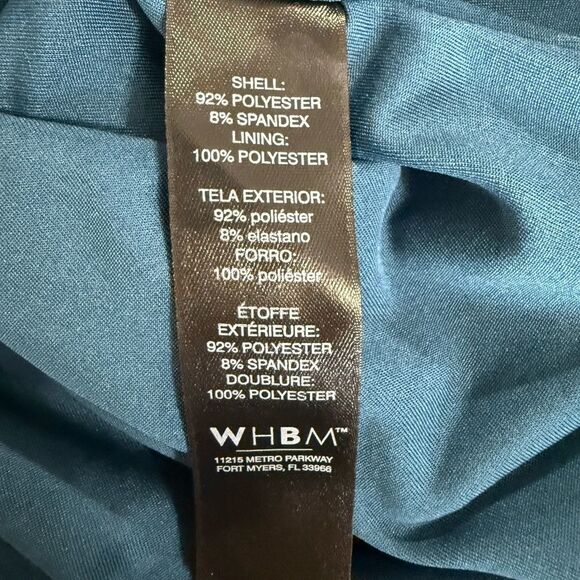 SHELL:
92% POLYESTER
8% SPANDEX
LINING:
100% POLYESTER
TELA EXTERIOR:
92% poliéster
8% elastano
FORRO:
100% poliéster
ÉTOFFE
EXTÉRIEURE:
92% POLYESTER
8% SPANDEX
DOUBLURE:
100% POLYESTER
WHBM™
11215 METRO PARKWAY
FORT MYERS, FL 33966